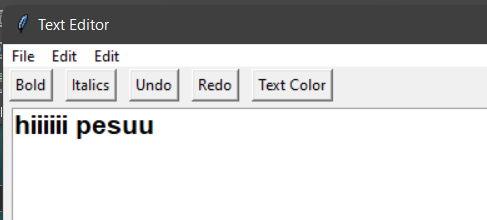 Text Editor
File Edit Edit
Bold Italics Undo Redo Text Color
hiiiiii pesuu